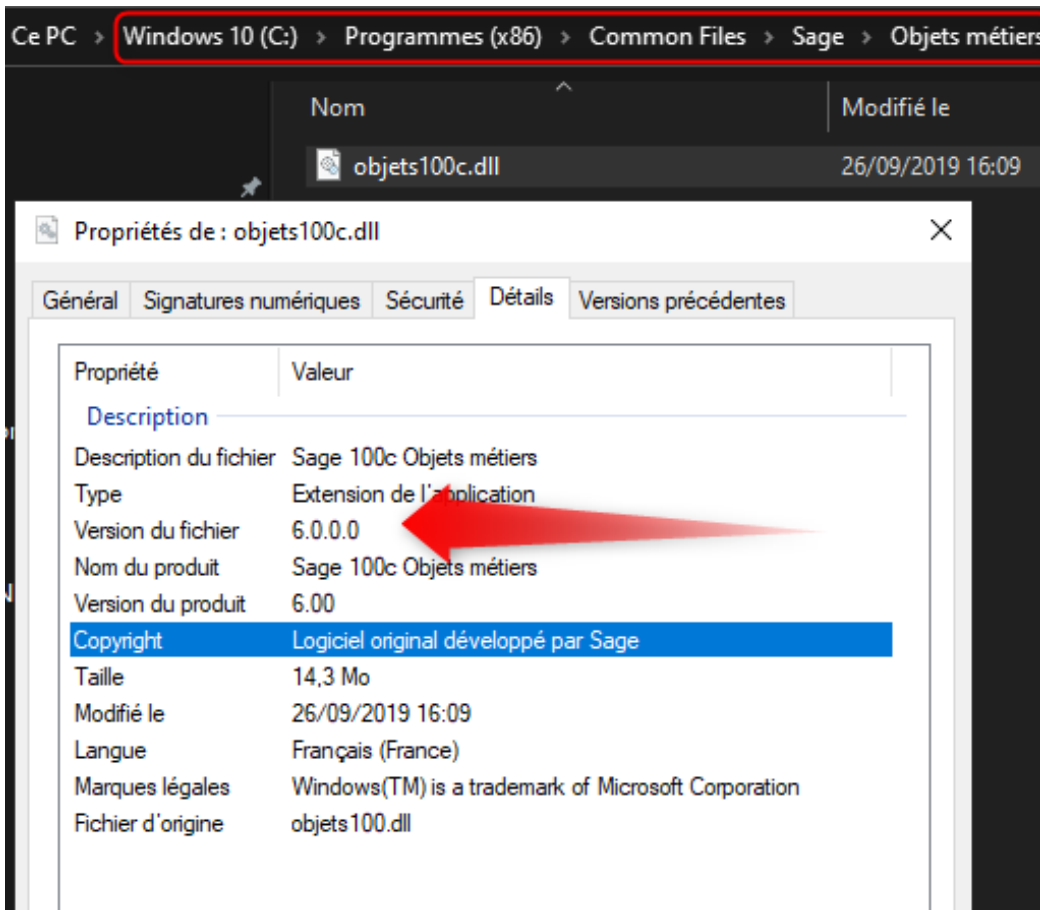 Ce PC > Windows 10 (C:) > Programmes (x86) > Common Files > Sage > Objets métiers
Nom Modifié le
objets100c.dll 26/09/2019 16:09
Propriétés de : objets100c.dll
Général Signatures numériques Sécurité Détails Versions précédentes
Propriété Valeur
Description
Description du fichier Sage 100c Objets métiers
Type Extension de l'application
Version du fichier 6.0.0.0
Nom du produit Sage 100c Objets métiers
Version du produit 6.00
Copyright Logiciel original développé par Sage
Taille 14,3 Mo
Modifié le 26/09/2019 16:09
Langue Français (France)
Marques légales Windows(TM) is a trademark of Microsoft Corporation
Fichier d'origine objets100.dll